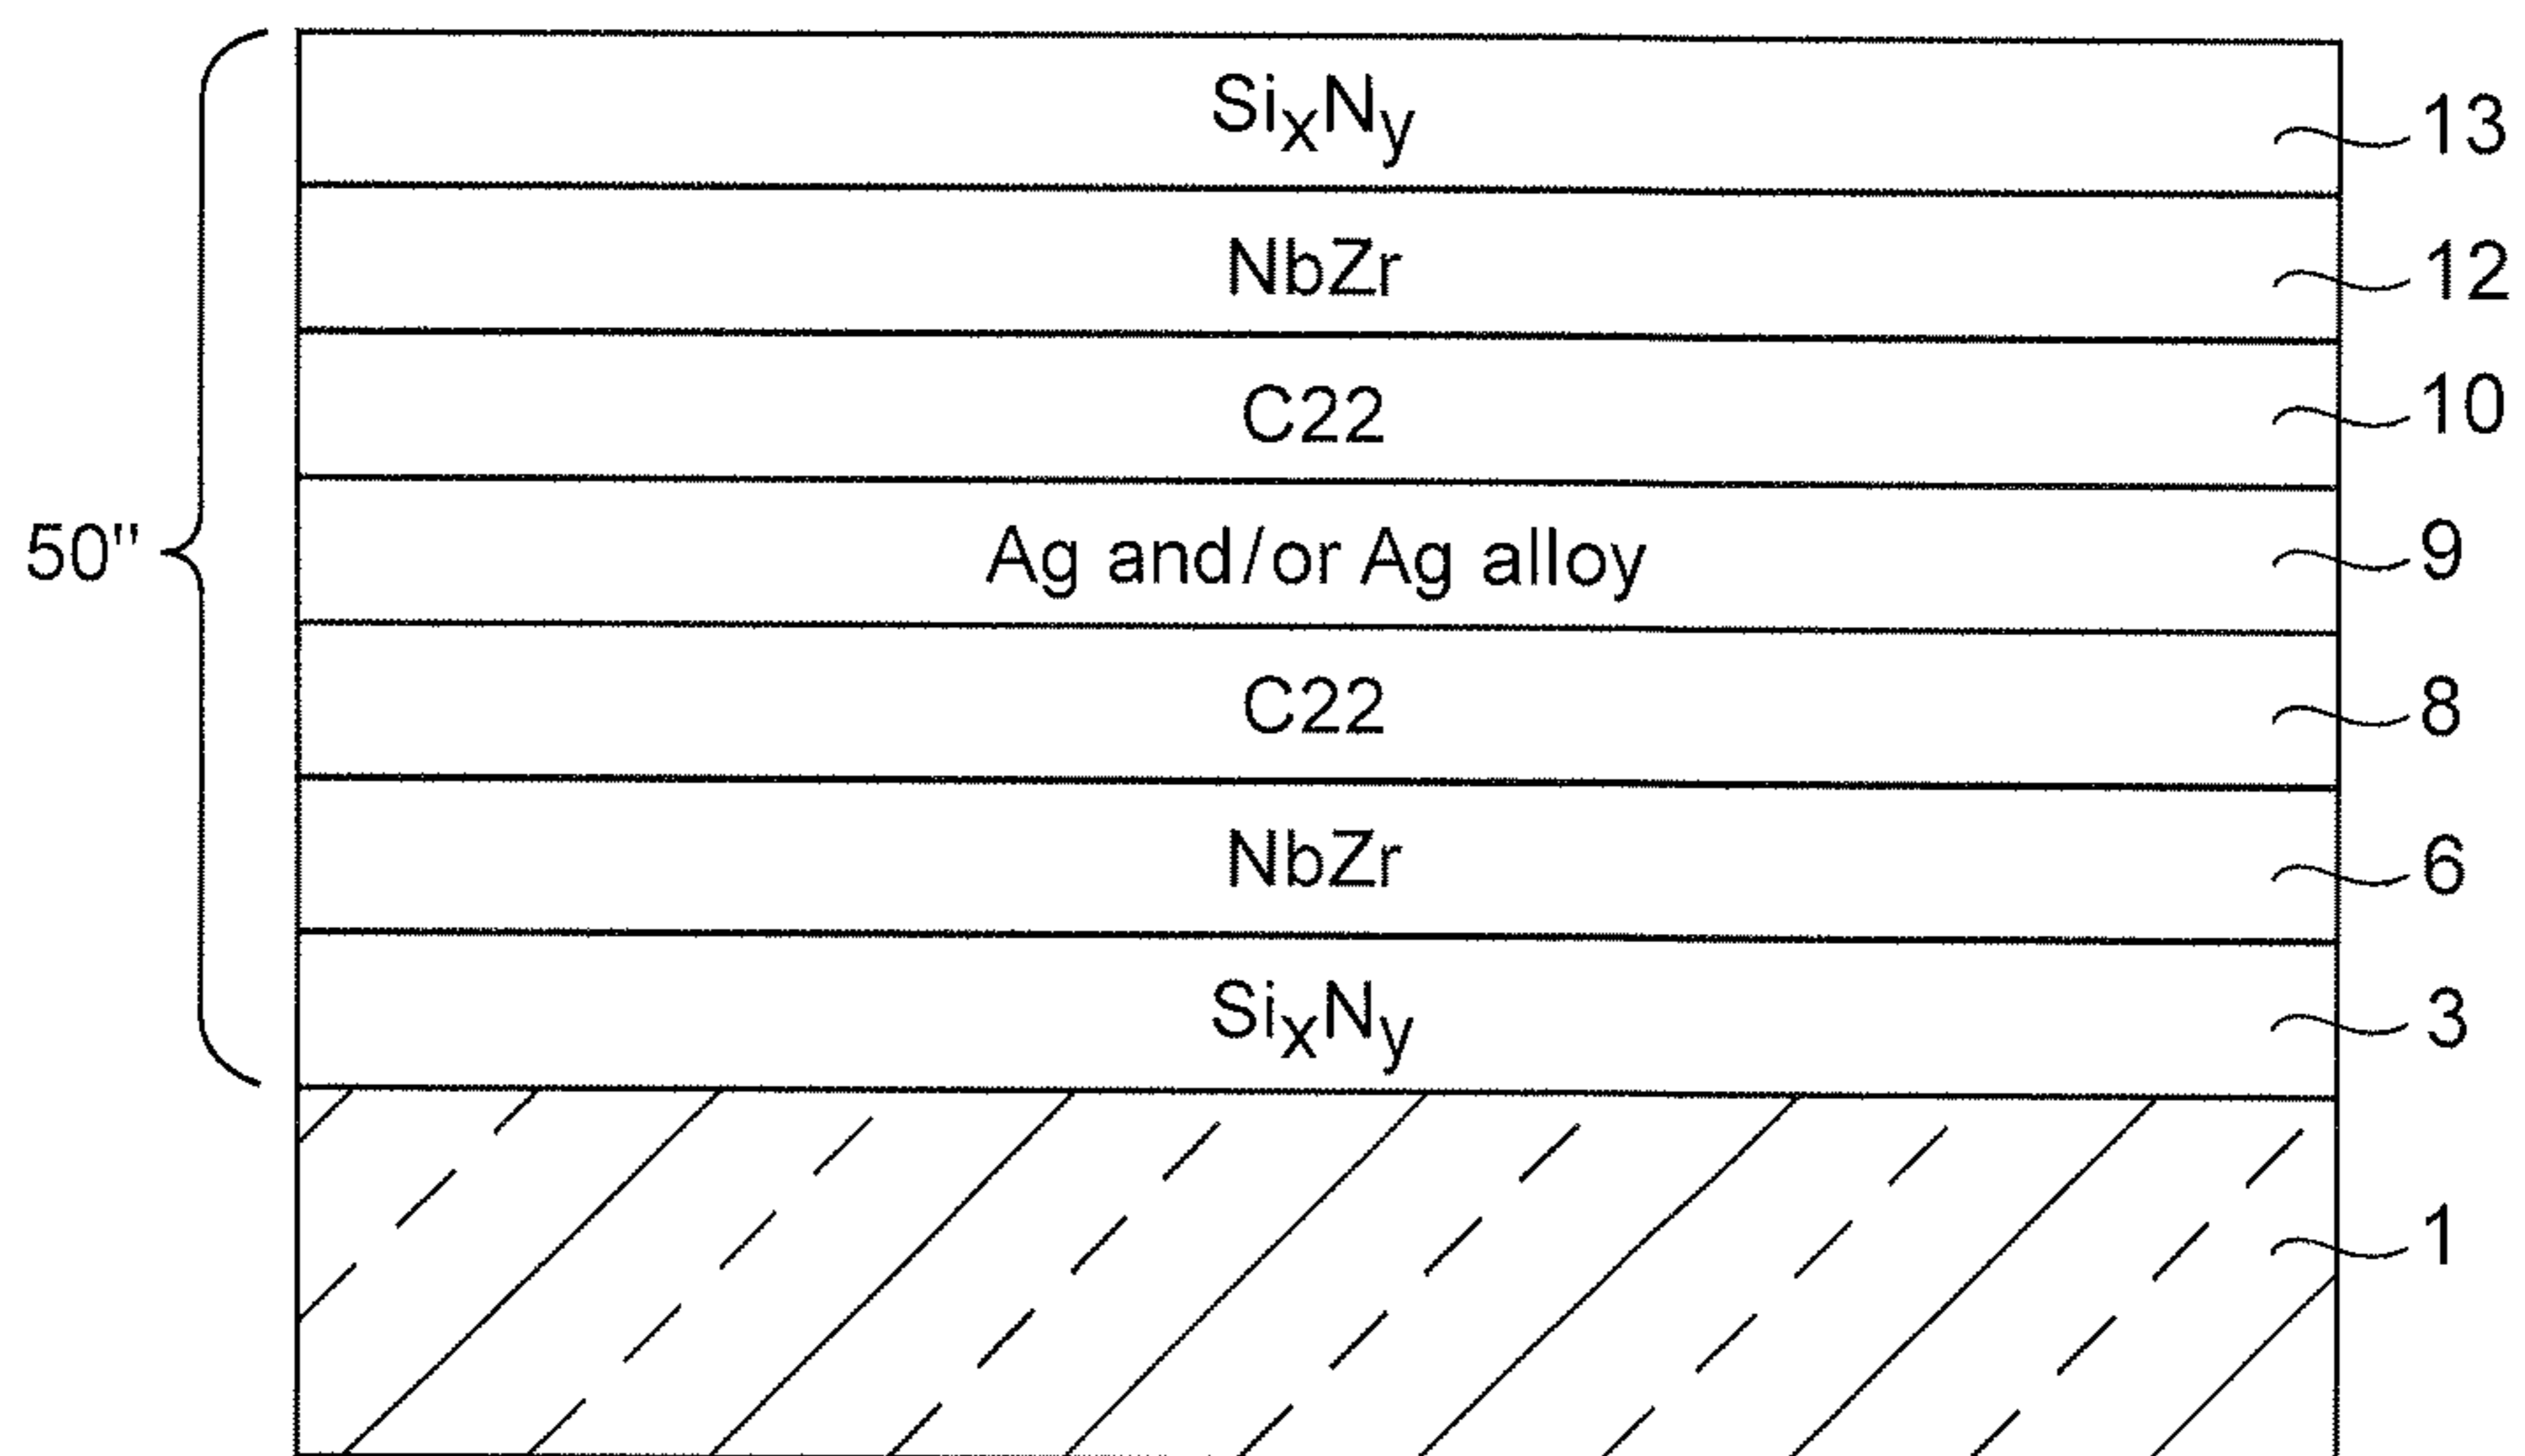 SixNy 13
NbZr 12
C22 10
50" Ag and/or Ag alloy 9
C22 8
NbZr 6
SixNy 3
1